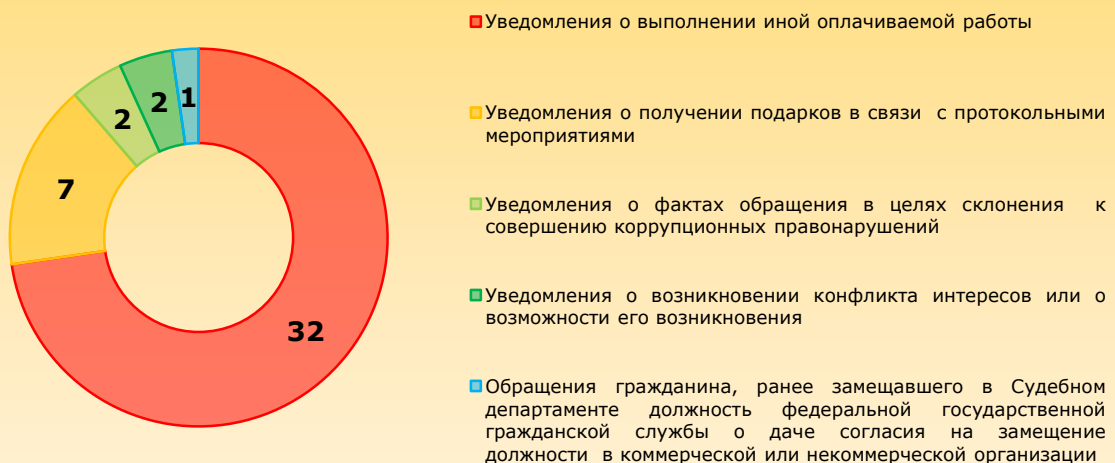 Уведомления о выполнении иной оплачиваемой работы
Уведомления о получении подарков в связи с протокольными
мероприятиями
Уведомления о фактах обращения в целях склонения к
совершению коррупционных правонарушений
Уведомления о возникновении конфликта интересов или о
возможности его возникновения
Обращения гражданина, ранее замещавшего в Судебном
департаменте должность федеральной государственной
гражданской службы о даче согласия на замещение
должности в коммерческой или некоммерческой организации
32
7
2
2
1